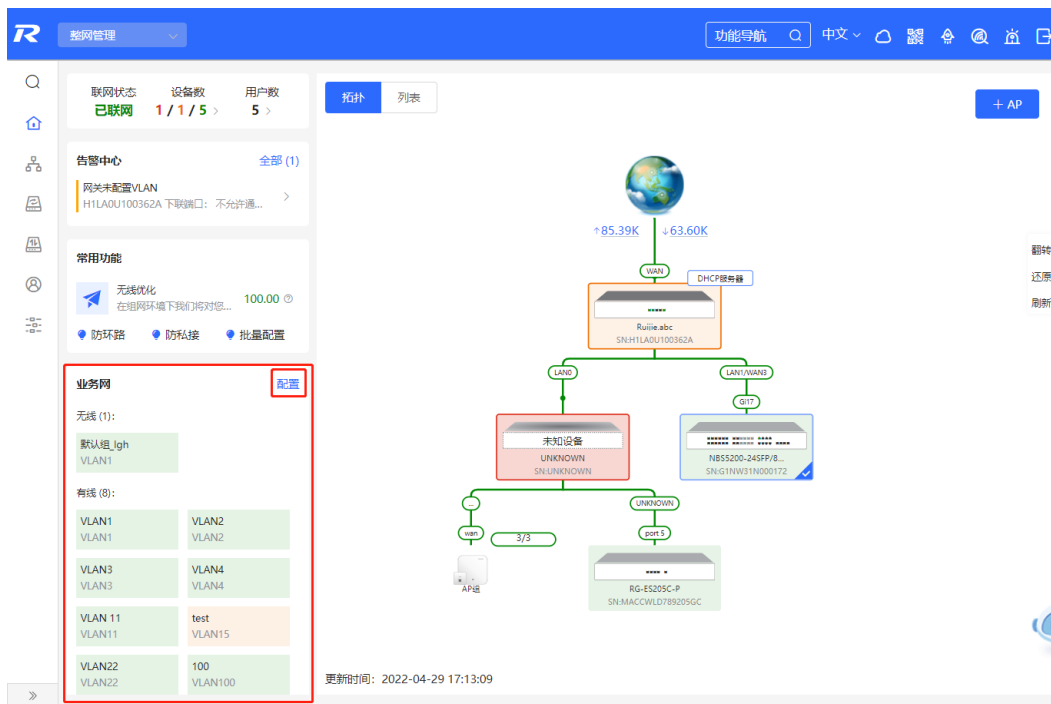 整网管理
功能导航
中文
联网状态 设备数 用户数
已联网 1 / 1 / 5 > 5 >
告警中心 全部 (1)
网关未配置VLAN
H1LA0U100362A 下联端口： 不允许通...
常用功能
无线优化
在组网环境下我们将对您...
100.00
防环路 防私接 批量配置
业务网 配置
无线 (1)：
默认组_lgh
VLAN1
有线 (8)：
VLAN1 VLAN2
VLAN1 VLAN2
VLAN3 VLAN4
VLAN3 VLAN4
VLAN 11 test
VLAN11 VLAN15
VLAN22 100
VLAN22 VLAN100
拓扑 列表
+ AP
↑85.39K ↓63.60K
WAN
DHCP服务器
Ruijie.abc
SN:H1LA0U100362A
LAN0 LAN1/WAN3
Gi17
未知设备
UNKNOWN
SN:UNKNOWN
NBS5200-24SFP/8...
SN:G1NW31N000172
... UNKNOWN
wan 3/3 port 5
AP组
RG-ES205C-P
SN:MACCWLD789205GC
翻转
还原
刷新
更新时间： 2022-04-29 17:13:09